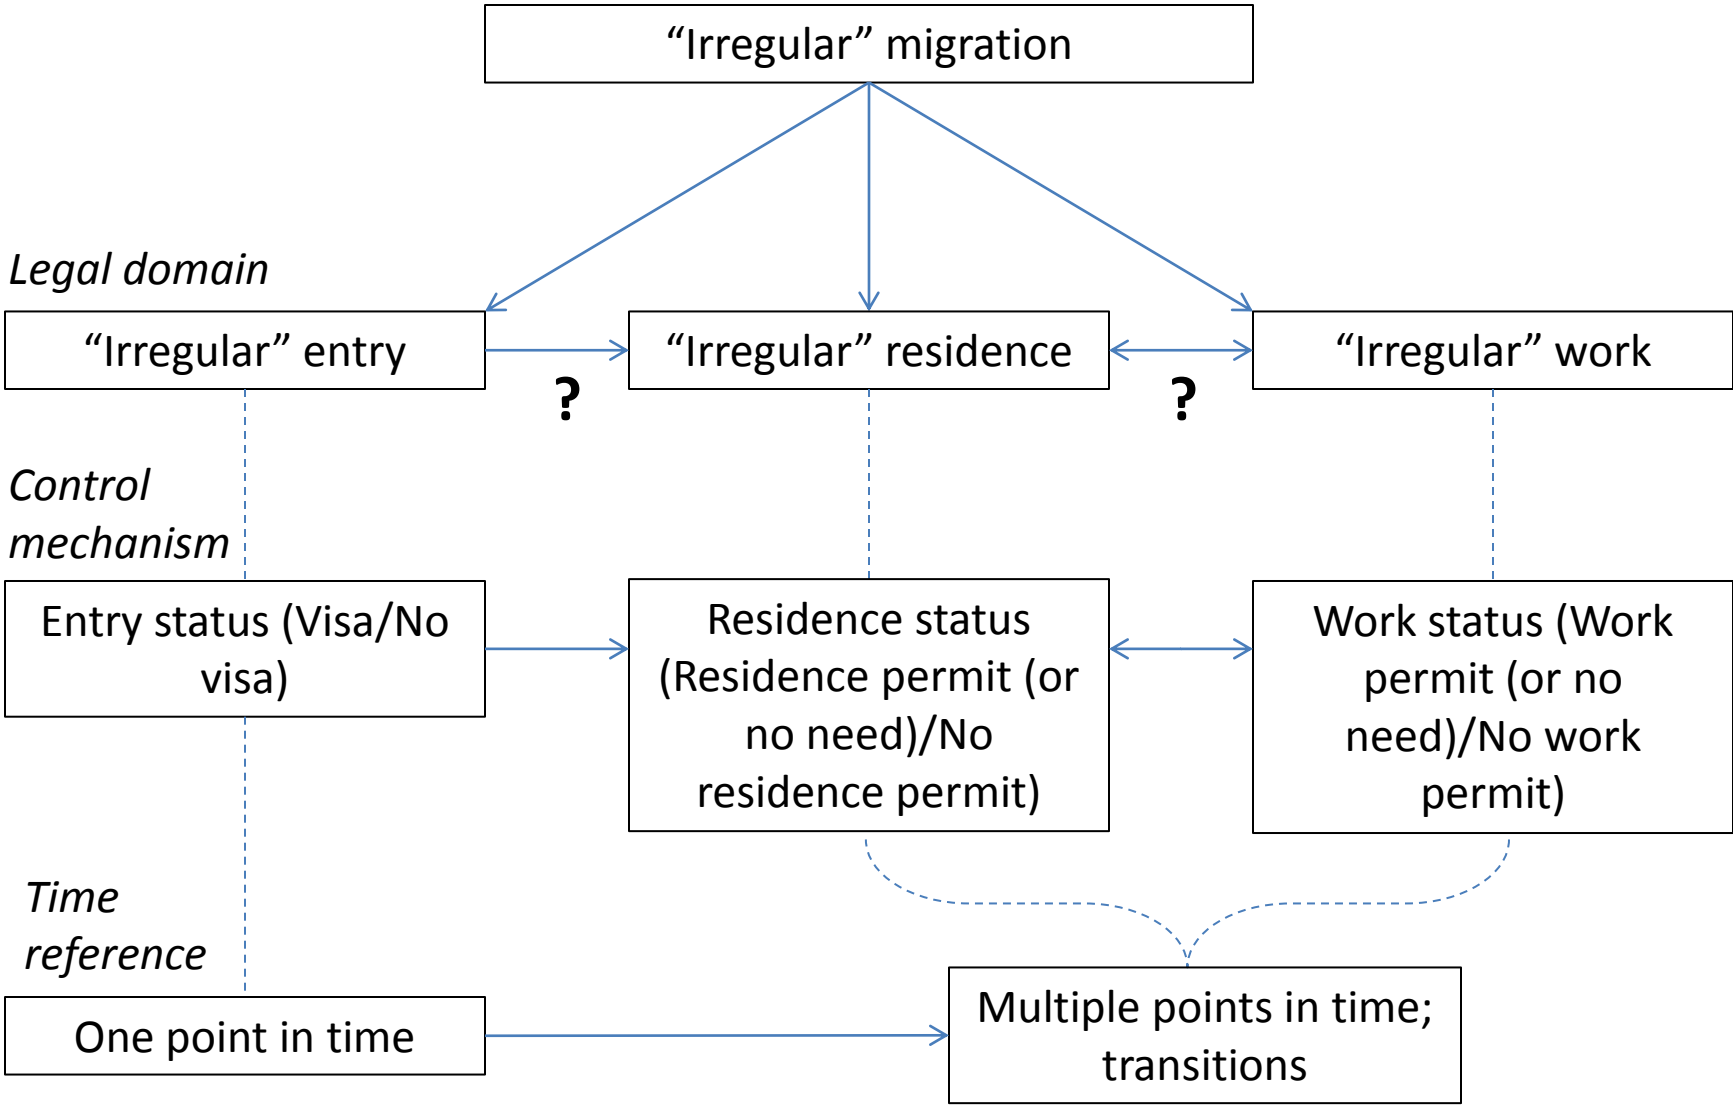 “Irregular” migration
Legal domain
“Irregular” entry
“Irregular” residence
“Irregular” work
?
?
Control
mechanism
Entry status (Visa/No
visa)
Residence status
(Residence permit (or
no need)/No
residence permit)
Work status (Work
permit (or no
need)/No work
permit)
Time
reference
One point in time
Multiple points in time;
transitions